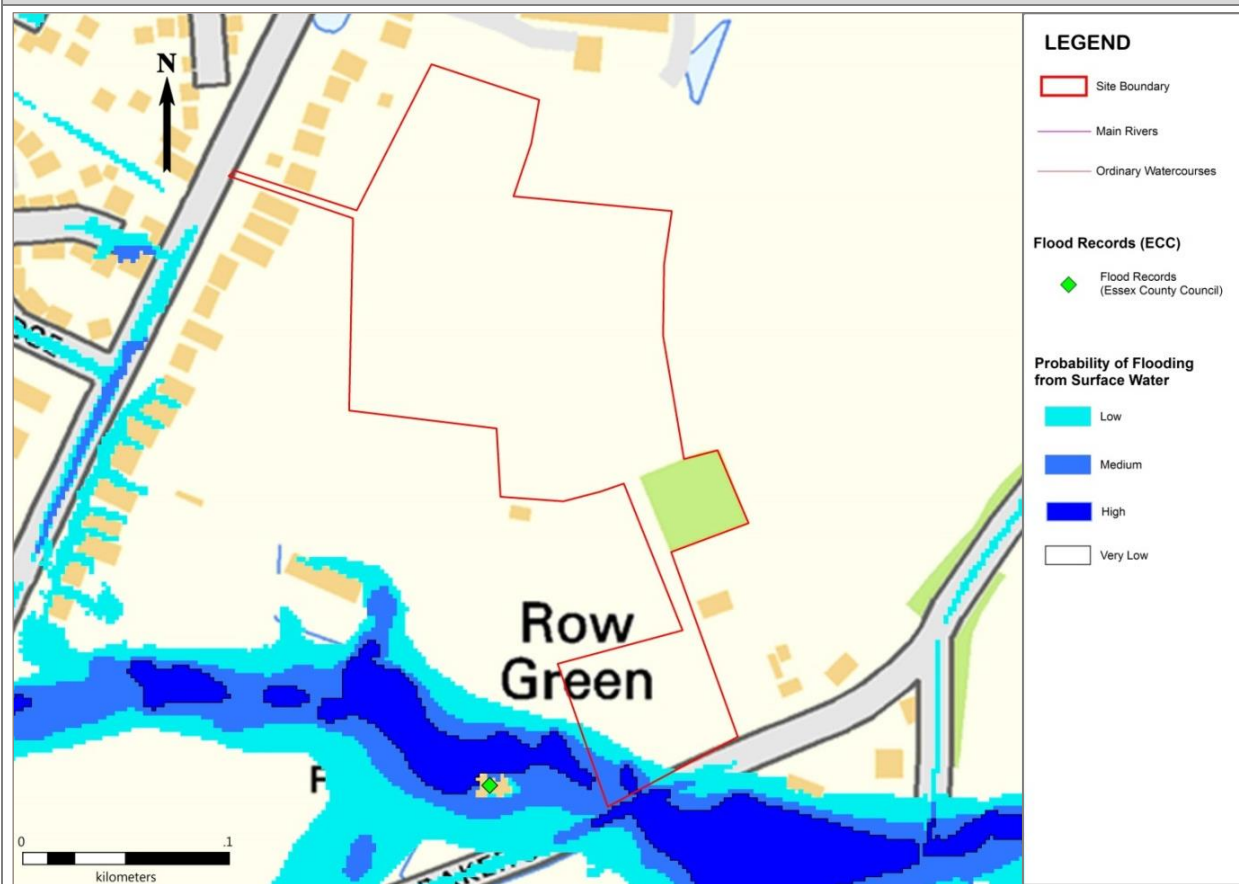 N
Row
Green
F
0
.1
kilometers
LEGEND
Site Boundary
Main Rivers
Ordinary Watercourses
Flood Records (ECC)
Flood Records
(Essex County Council)
Probability of Flooding
from Surface Water
Low
Medium
High
Very Low